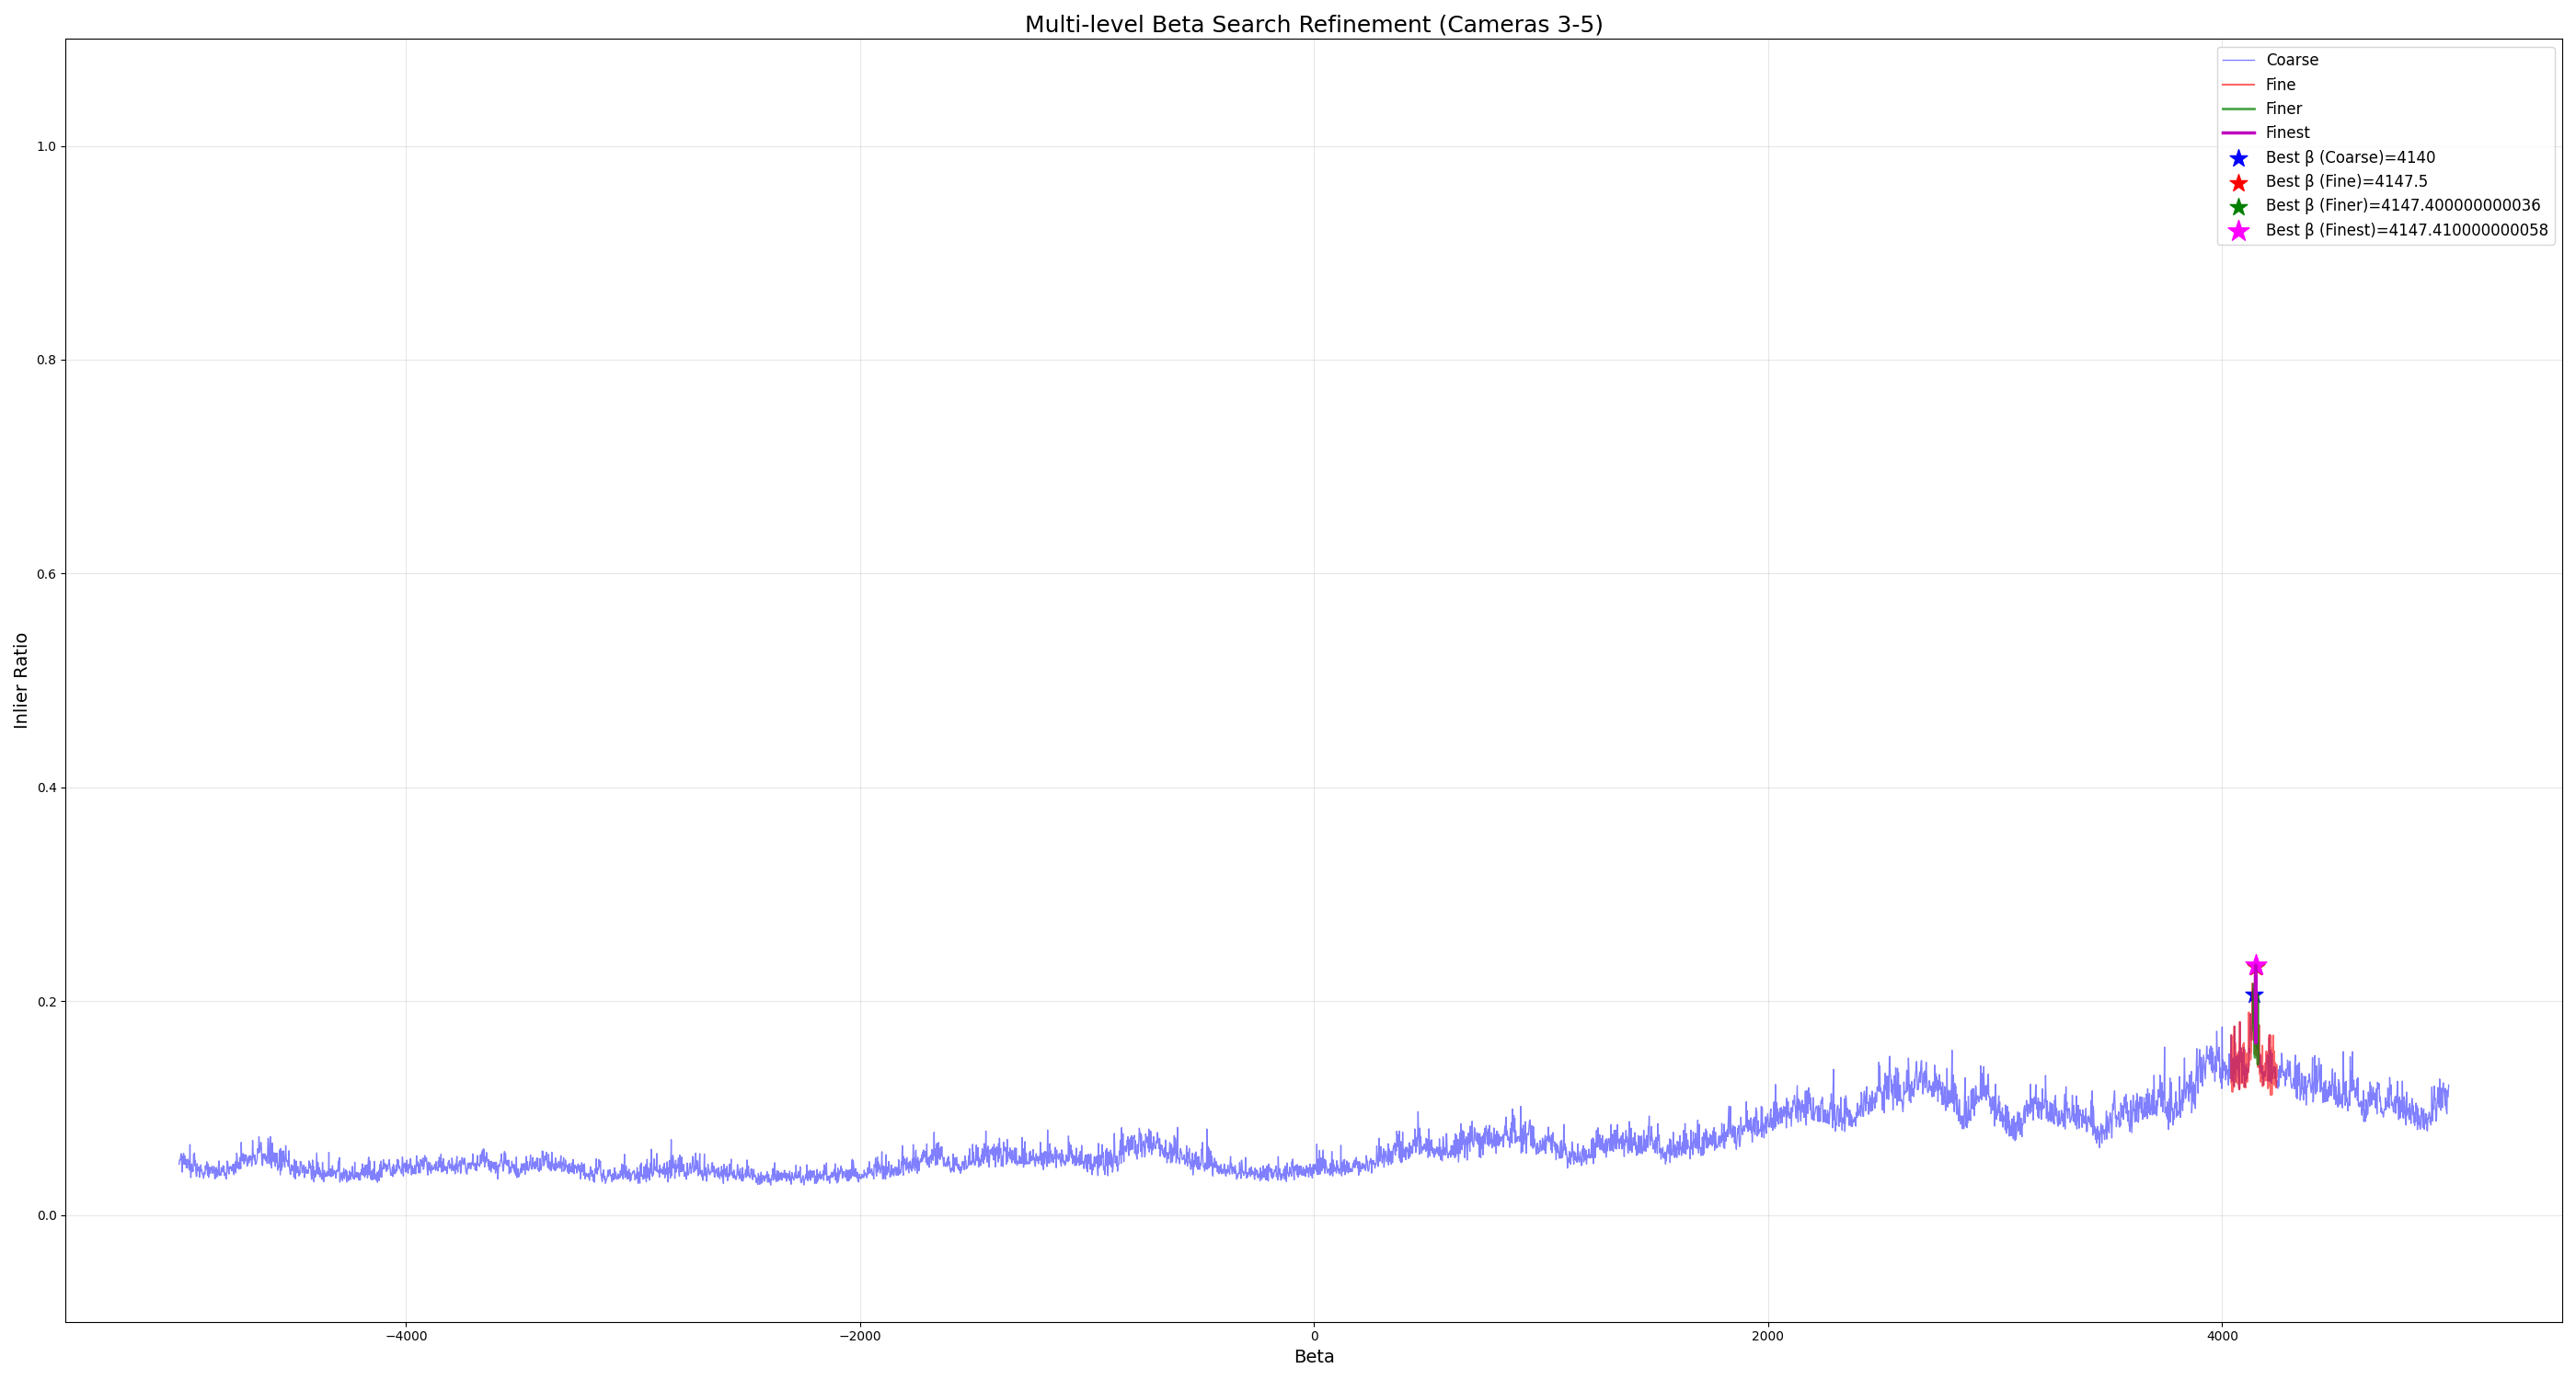 Multi-level Beta Search Refinement (Cameras 3-5)
Coarse
Fine
Finer
Finest
Best β (Coarse)=4140
Best β (Fine)=4147.5
Best β (Finer)=4147.400000000036
Best β (Finest)=4147.410000000058
1.0
0.8
0.6
0.4
0.2
0.0
Inlier Ratio
−4000
−2000
0
2000
4000
Beta